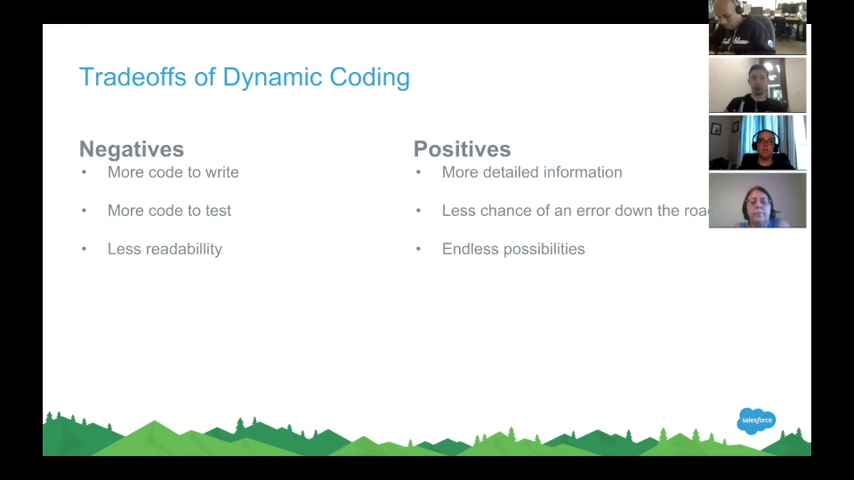 Tradeoffs of Dynamic Coding
Negatives
• More code to write
• More code to test
• Less readabillity
Positives
• More detailed information
• Less chance of an error down the roa
• Endless possibilities
salesforce